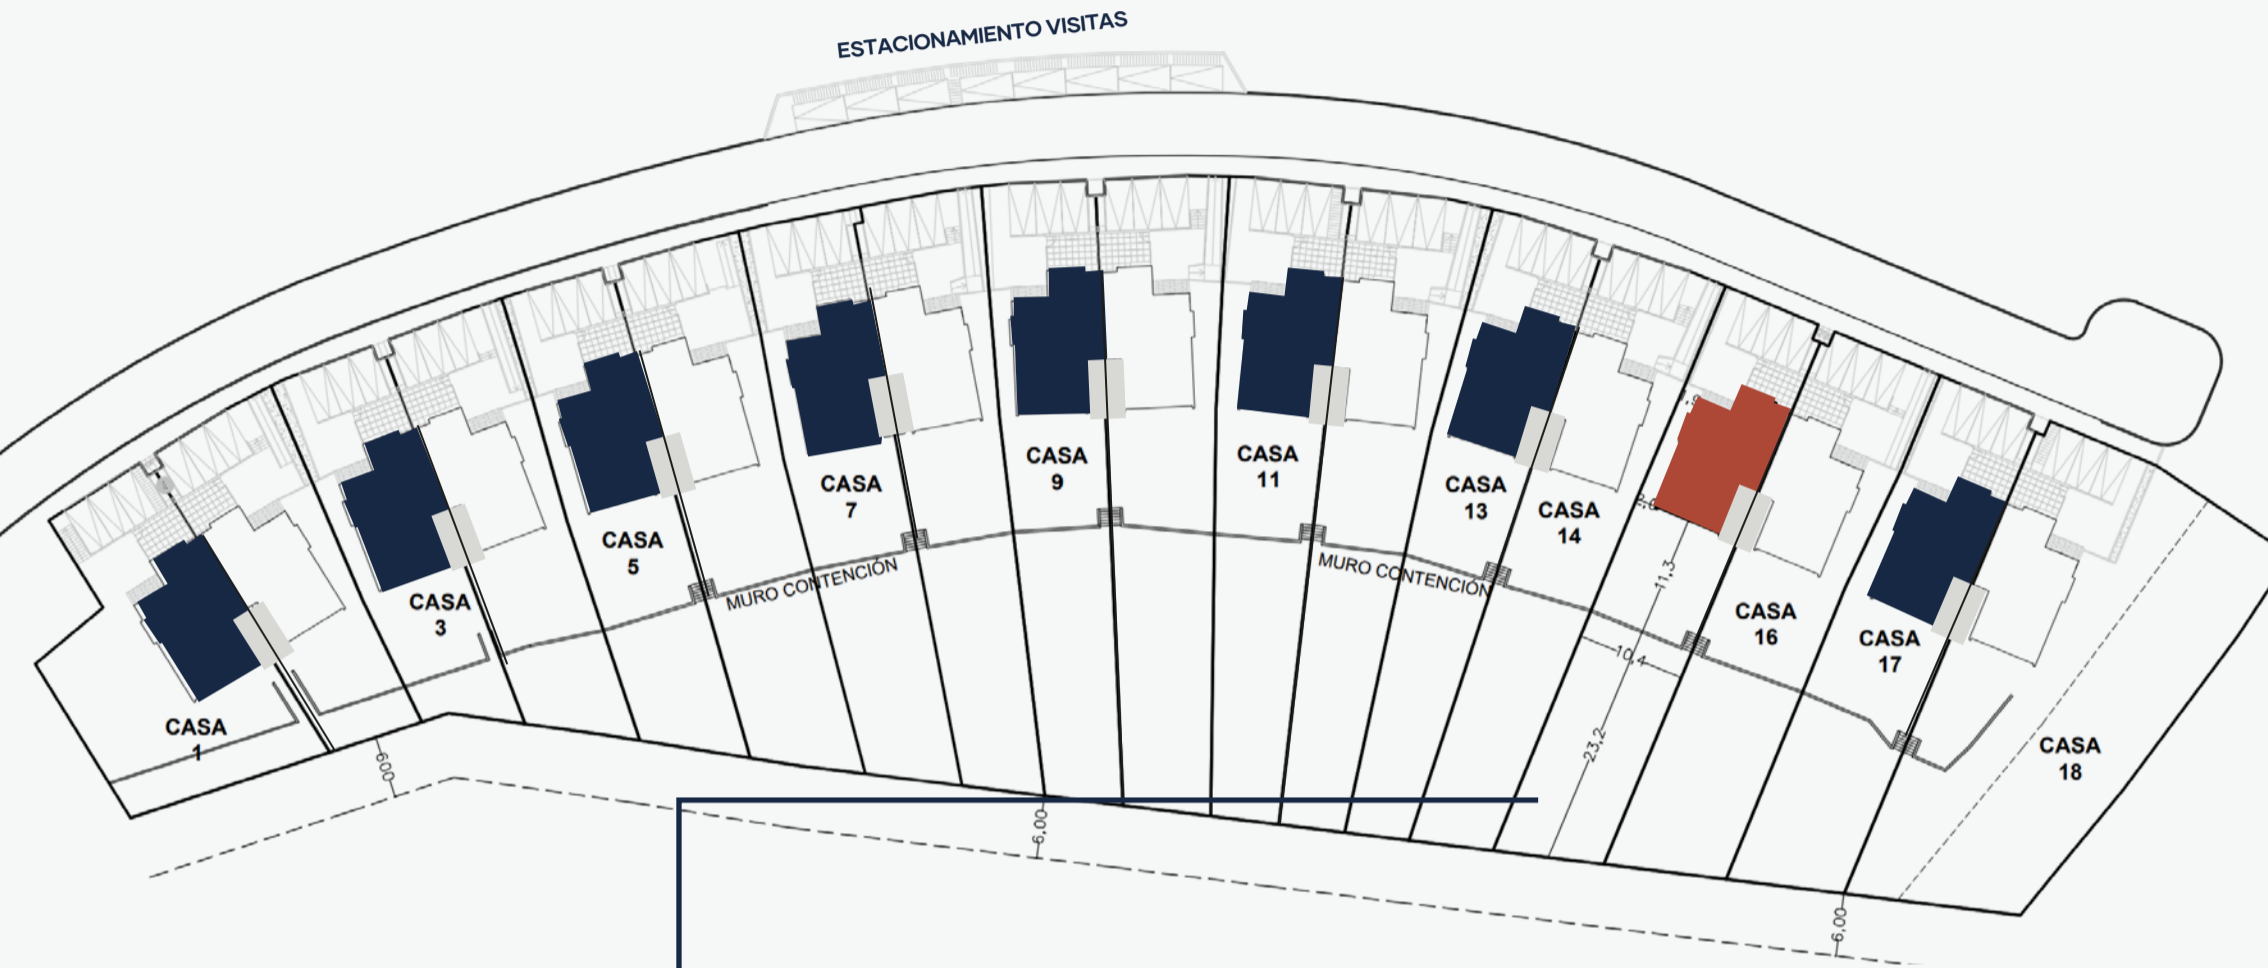 ESTACIONAMIENTO VISITAS
CASA
1
CASA
3
CASA
5
CASA
7
CASA
9
CASA
11
CASA
13
CASA
14
CASA
16
CASA
17
CASA
18
MURO CONTENCIÓN
MURO CONTENCIÓN
11,3
10,4
23,2
600
6,00
6,00